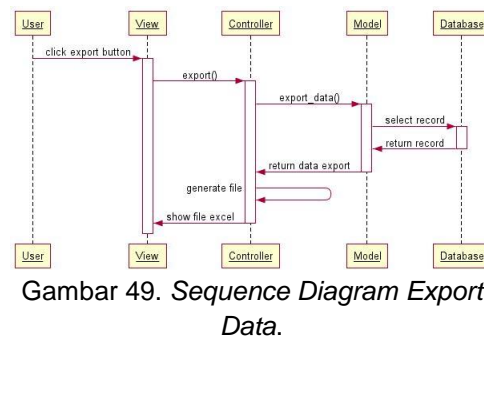 User View Controller Model Database
click export button
export()
export_data()
select record
return record
return data export
generate file
show file excel
User View Controller Model Database
Gambar 49. Sequence Diagram Export
Data.